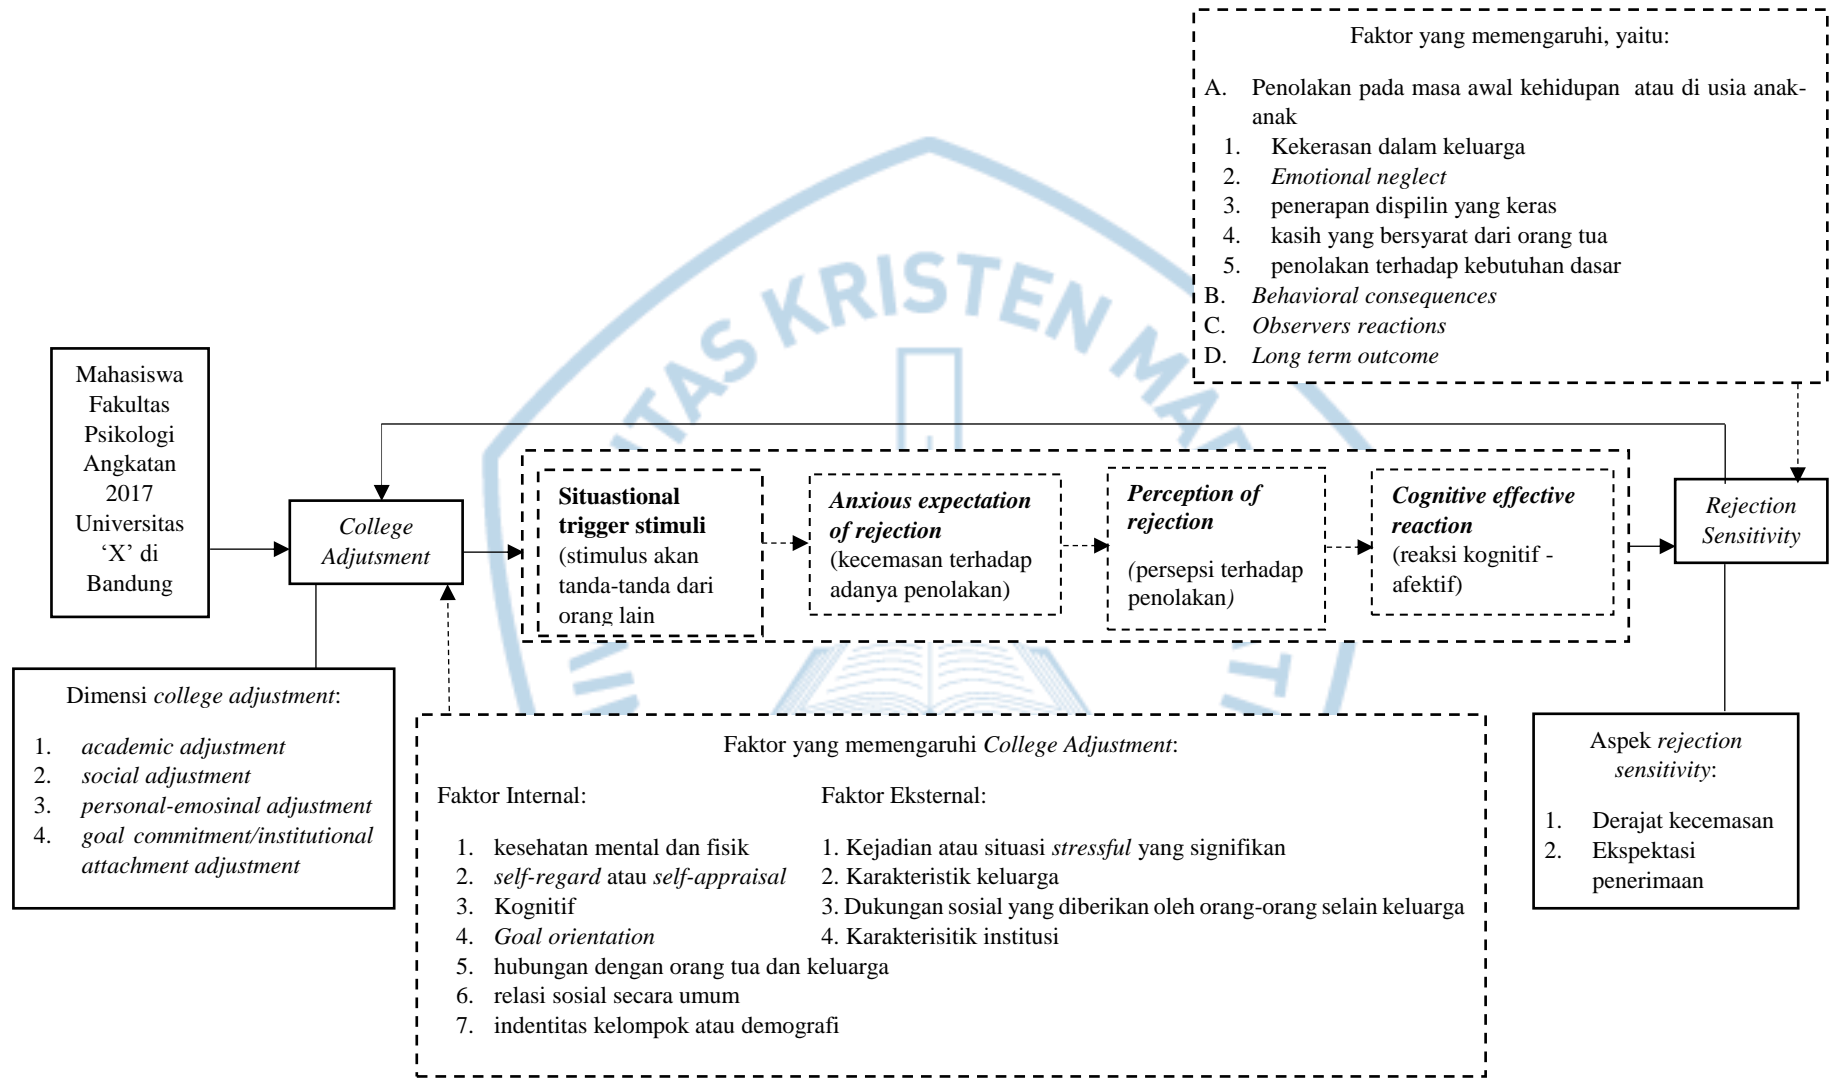 Faktor yang memengaruhi, yaitu:
A. Penolakan pada masa awal kehidupan atau di usia anak-
anak
1. Kekerasan dalam keluarga
2. Emotional neglect
3. penerapan dispilin yang keras
4. kasih yang bersyarat dari orang tua
5. penolakan terhadap kebutuhan dasar
B. Behavioral consequences
C. Observers reactions
D. Long term outcome
Mahasiswa
Fakultas
Psikologi
Angkatan
2017
Universitas
‘X’ di
Bandung
College
Adjutsment
Situastional
trigger stimuli
(stimulus akan
tanda-tanda dari
orang lain
Anxious expectation
of rejection
(kecemasan terhadap
adanya penolakan)
Perception of
rejection
(persepsi terhadap
penolakan)
Cognitive effective
reaction
(reaksi kognitif -
afektif)
Rejection
Sensitivity
Dimensi college adjustment:
1. academic adjustment
2. social adjustment
3. personal-emosinal adjustment
4. goal commitment/institutional
attachment adjustment
Faktor yang memengaruhi College Adjustment:
Faktor Internal:
1. kesehatan mental dan fisik
2. self-regard atau self-appraisal
3. Kognitif
4. Goal orientation
5. hubungan dengan orang tua dan keluarga
6. relasi sosial secara umum
7. indentitas kelompok atau demografi
Faktor Eksternal:
1. Kejadian atau situasi stressful yang signifikan
2. Karakteristik keluarga
3. Dukungan sosial yang diberikan oleh orang-orang selain keluarga
4. Karakterisitik institusi
Aspek rejection
sensitivity:
1. Derajat kecemasan
2. Ekspektasi
penerimaan
TAS KRISTEN MA